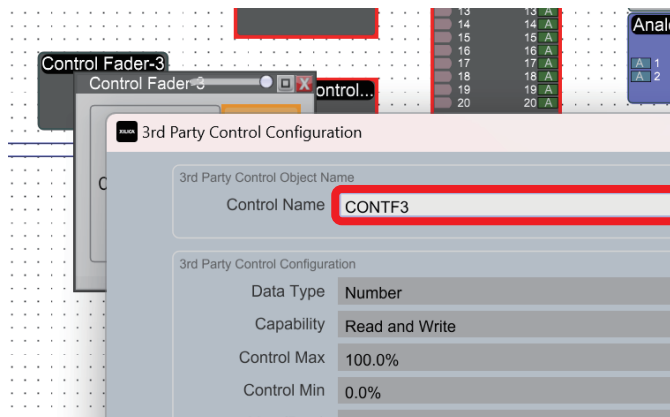 13 13 A
14 14 A
15 15 A
16 16 A
17 17 A
18 18 A
19 19 A
20 20 A
A 1
A 2
Control Fader-3
Control Fader-3
ontrol...
3rd Party Control Configuration
3rd Party Control Object Name
Control Name CONTF3
3rd Party Control Configuration
Data Type Number
Capability Read and Write
Control Max 100.0%
Control Min 0.0%